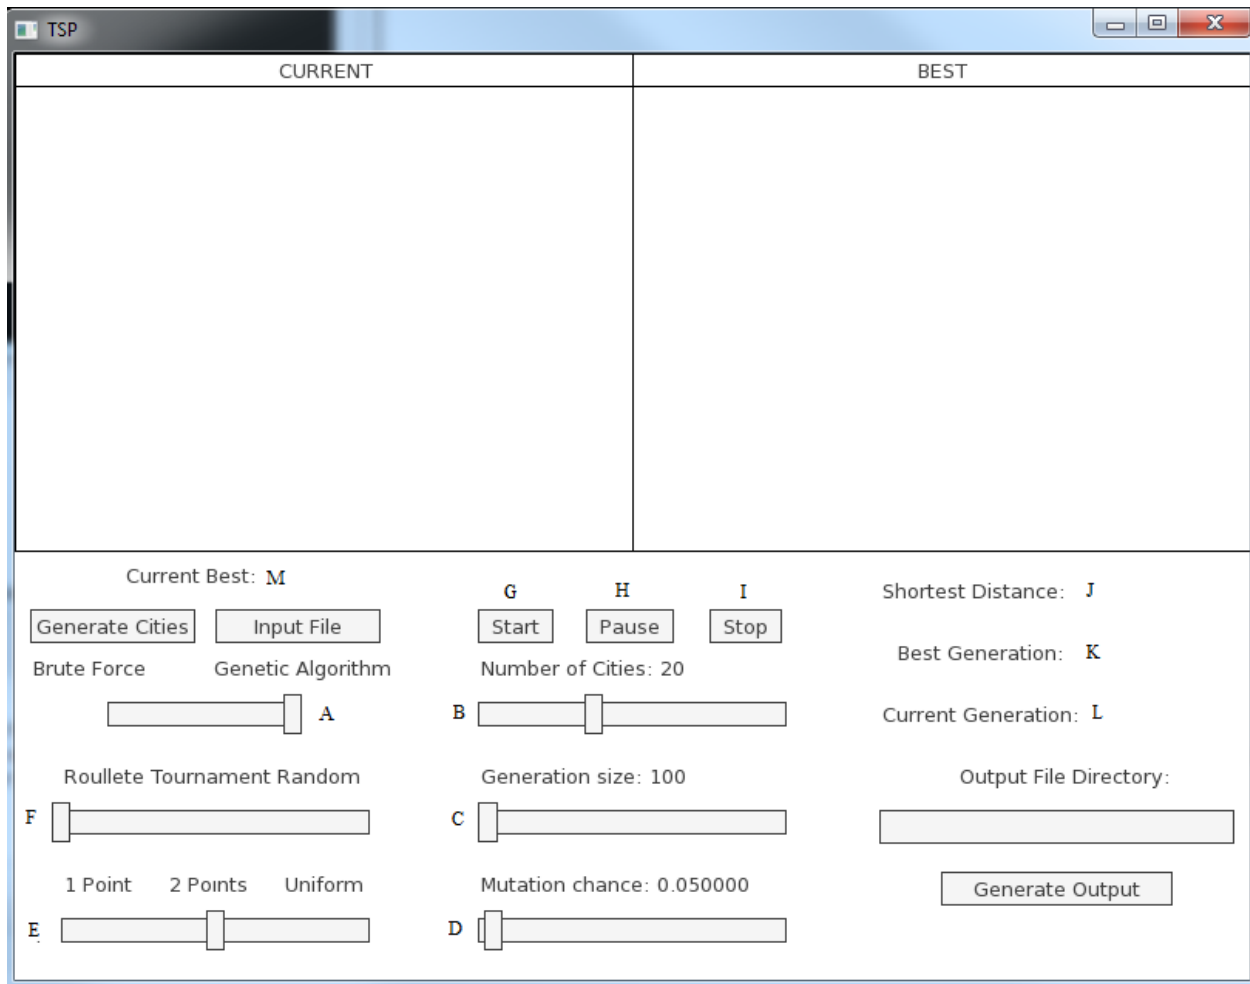 TSP
CURRENT
BEST
Current Best: M
Generate Cities
Input File
Brute Force
Genetic Algorithm
A
Roullete Tournament Random
F
1 Point
2 Points
Uniform
E
G
H
I
Start
Pause
Stop
Number of Cities: 20
B
Generation size: 100
C
Mutation chance: 0.050000
D
Shortest Distance: J
Best Generation: K
Current Generation: L
Output File Directory:
Generate Output